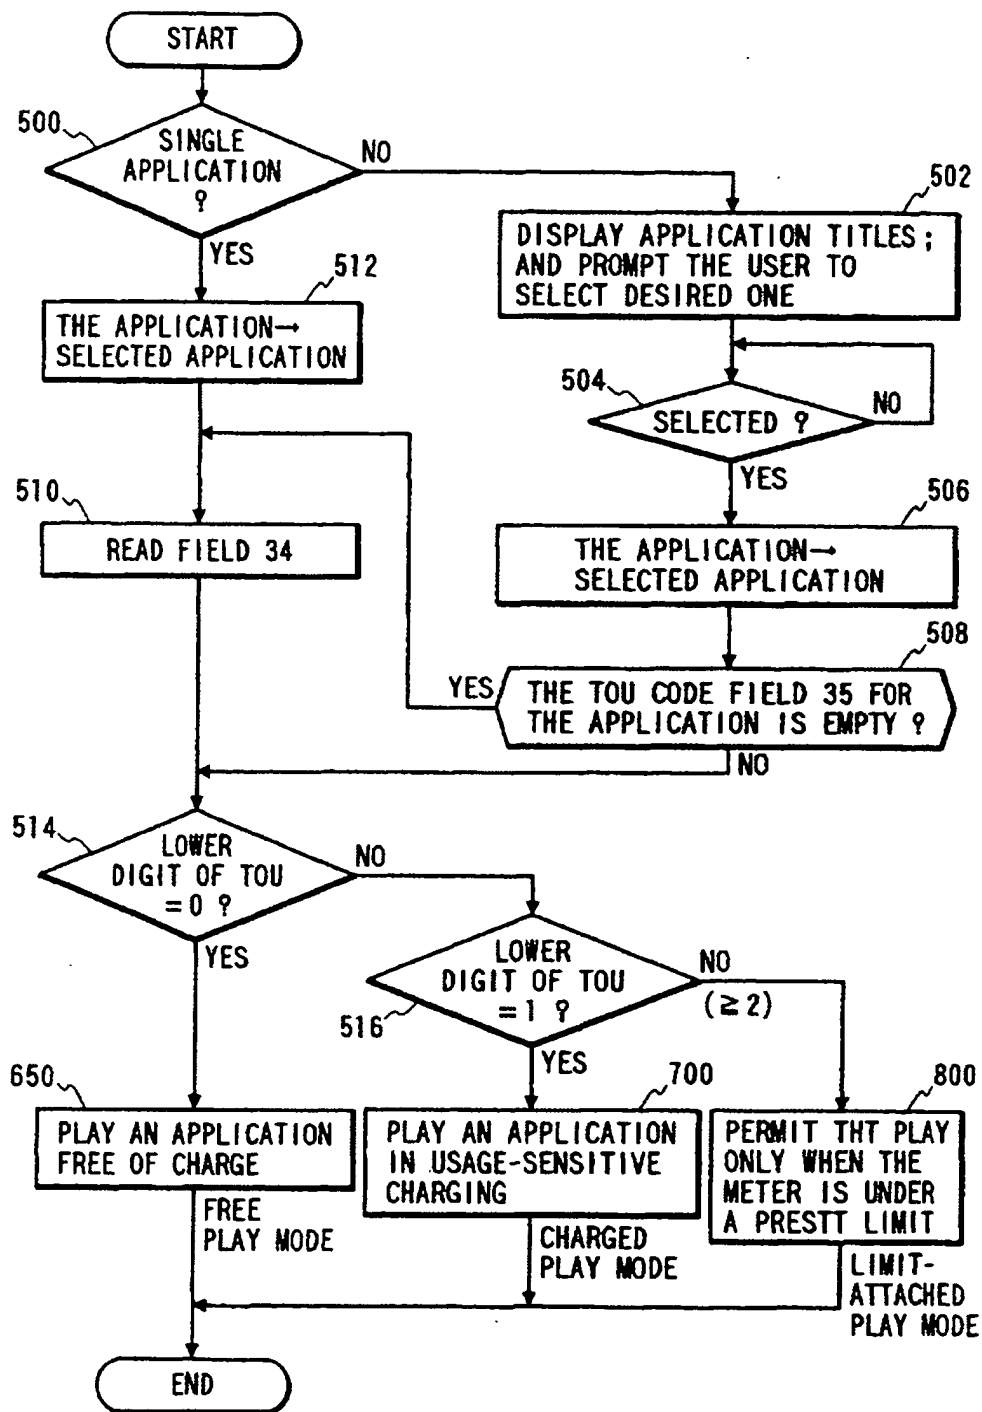 START
500
SINGLE
APPLICATION
?
NO
YES
502
DISPLAY APPLICATION TITLES;
AND PROMPT THE USER TO
SELECT DESIRED ONE
512
THE APPLICATION→
SELECTED APPLICATION
504
SELECTED ?
NO
YES
510
READ FIELD 34
506
THE APPLICATION→
SELECTED APPLICATION
508
YES
THE TOU CODE FIELD 35 FOR
THE APPLICATION IS EMPTY ?
NO
514
LOWER
DIGIT OF TOU
=0 ?
NO
YES
516
LOWER
DIGIT OF TOU
=1 ?
NO
(≧2)
YES
650
PLAY AN APPLICATION
FREE OF CHARGE
FREE
PLAY MODE
700
PLAY AN APPLICATION
IN USAGE-SENSITIVE
CHARGING
CHARGED
PLAY MODE
800
PERMIT THT PLAY
ONLY WHEN THE
METER IS UNDER
A PRESTT LIMIT
LIMIT-
ATTACHED
PLAY MODE
END